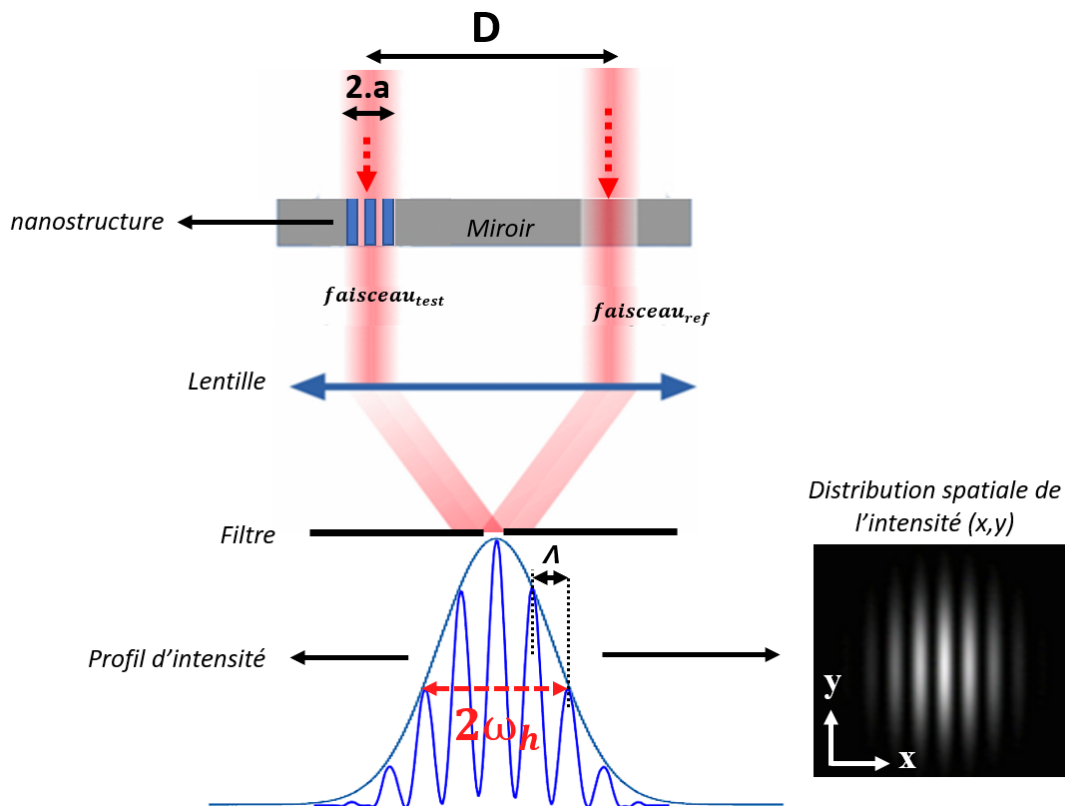 D
2.a
nanostructure
Miroir
faisceau_test
faisceau_ref
Lentille
Distribution spatiale de
l'intensité (x,y)
Filtre
Λ
Profil d'intensité
2ω_h
y
x